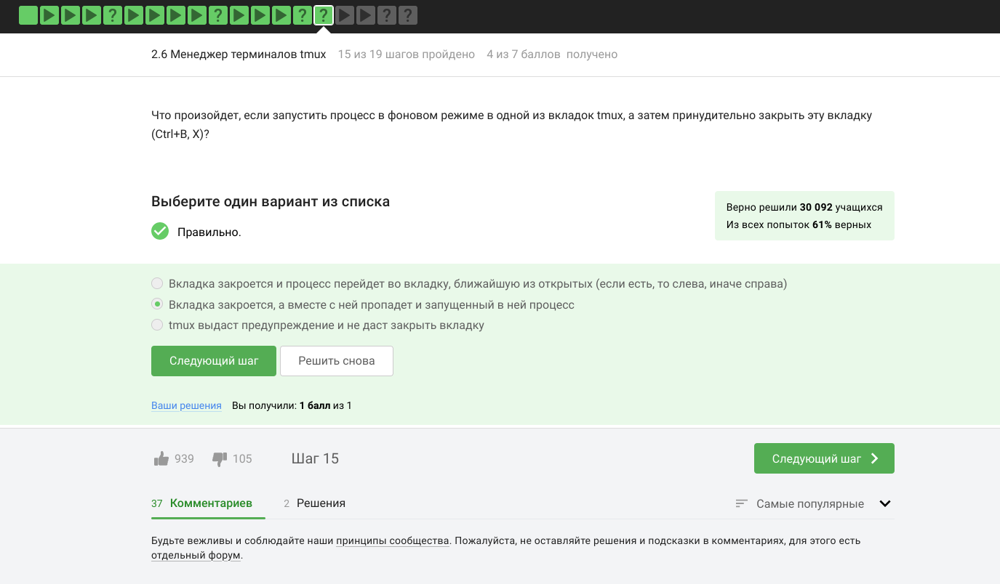 ? ? ? ? ? ?
2.6 Менеджер терминалов tmux 15 из 19 шагов пройдено 4 из 7 баллов получено
Что произойдет, если запустить процесс в фоновом режиме в одной из вкладок tmux, а затем принудительно закрыть эту вкладку
(Ctrl+B, X)?
Выберите один вариант из списка
Правильно.
Верно решили 30 092 учащихся
Из всех попыток 61% верных
Вкладка закроется и процесс перейдет во вкладку, ближайшую из открытых (если есть, то слева, иначе справа)
Вкладка закроется, а вместе с ней пропадет и запущенный в ней процесс
tmux выдаст предупреждение и не даст закрыть вкладку
Следующий шаг Решить снова
Ваши решения Вы получили: 1 балл из 1
939 105 Шаг 15 Следующий шаг
37 Комментариев 2 Решения Самые популярные
Будьте вежливы и соблюдайте наши принципы сообщества. Пожалуйста, не оставляйте решения и подсказки в комментариях, для этого есть
отдельный форум.